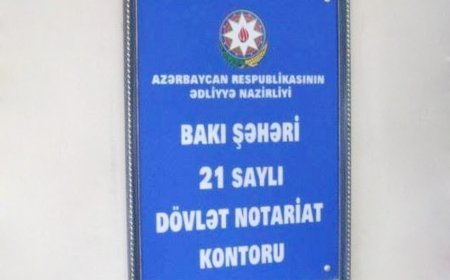 AZƏRBAYCAN RESPUBLİKASININ
ƏDLİYYƏ NAZİRLİYİ
BAKI ŞƏHƏRİ
21 SAYLI
DÖVLƏT NOTARİAT
KONTORU